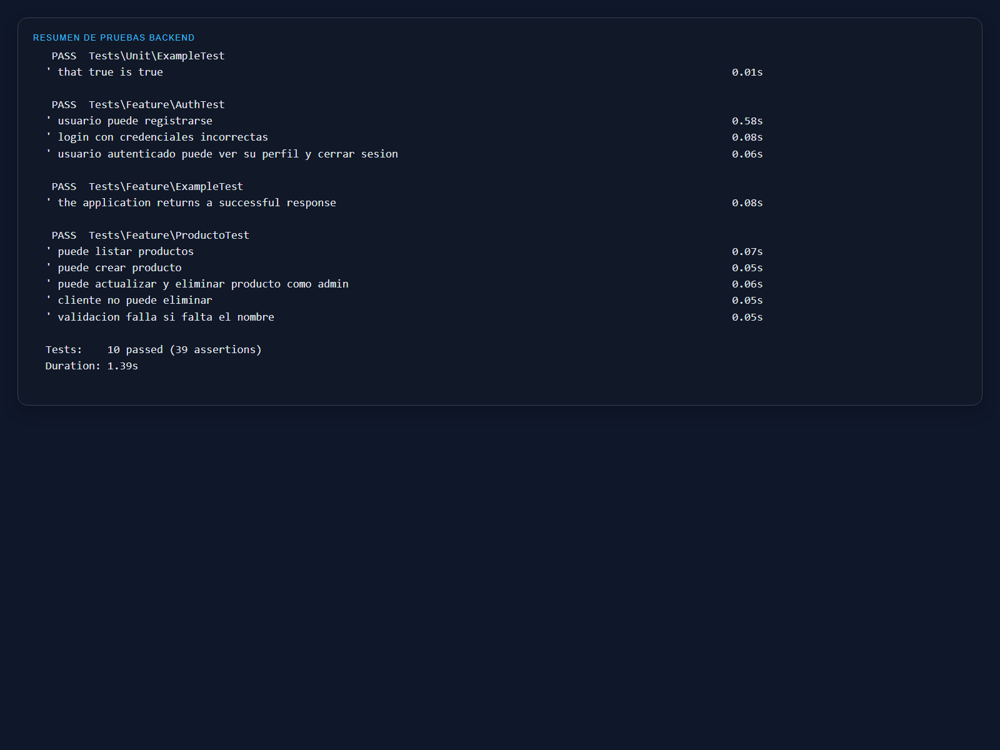 RESUMEN DE PRUEBAS BACKEND
PASS  Tests\Unit\ExampleTest
' that true is true 0.01s
PASS  Tests\Feature\AuthTest
' usuario puede registrarse 0.58s
' login con credenciales incorrectas 0.08s
' usuario autenticado puede ver su perfil y cerrar sesion 0.06s
PASS  Tests\Feature\ExampleTest
' the application returns a successful response 0.08s
PASS  Tests\Feature\ProductoTest
' puede listar productos 0.07s
' puede crear producto 0.05s
' puede actualizar y eliminar producto como admin 0.06s
' cliente no puede eliminar 0.05s
' validacion falla si falta el nombre 0.05s
Tests:    10 passed (39 assertions)
Duration: 1.39s